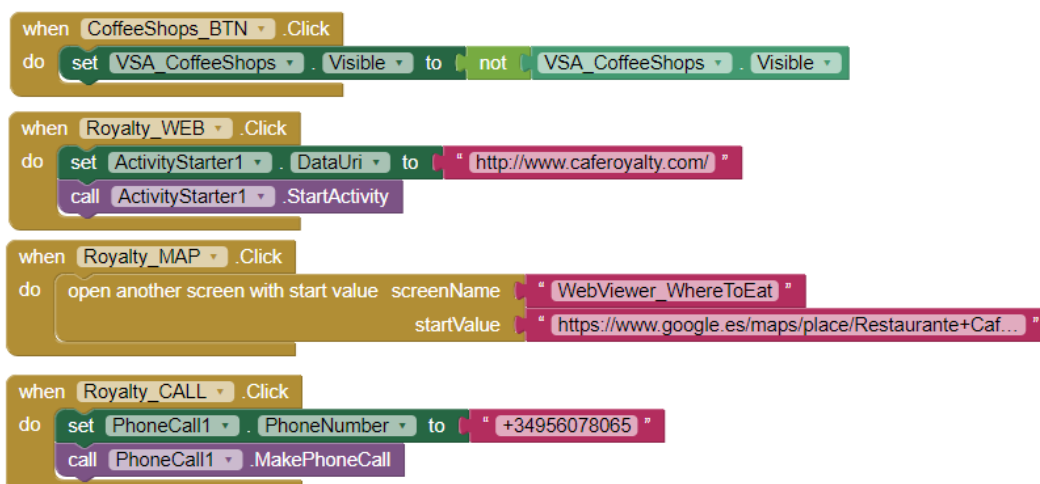 when CoffeeShops_BTN .Click
do set VSA_CoffeeShops . Visible to not VSA_CoffeeShops . Visible
when Royalty_WEB .Click
do set ActivityStarter1 . DataUri to " http://www.caferoyalty.com/ "
call ActivityStarter1 .StartActivity
when Royalty_MAP .Click
do open another screen with start value screenName " WebViewer_WhereToEat "
startValue " https://www.google.es/maps/place/Restaurante+Caf... "
when Royalty_CALL .Click
do set PhoneCall1 . PhoneNumber to " +34956078065 "
call PhoneCall1 .MakePhoneCall